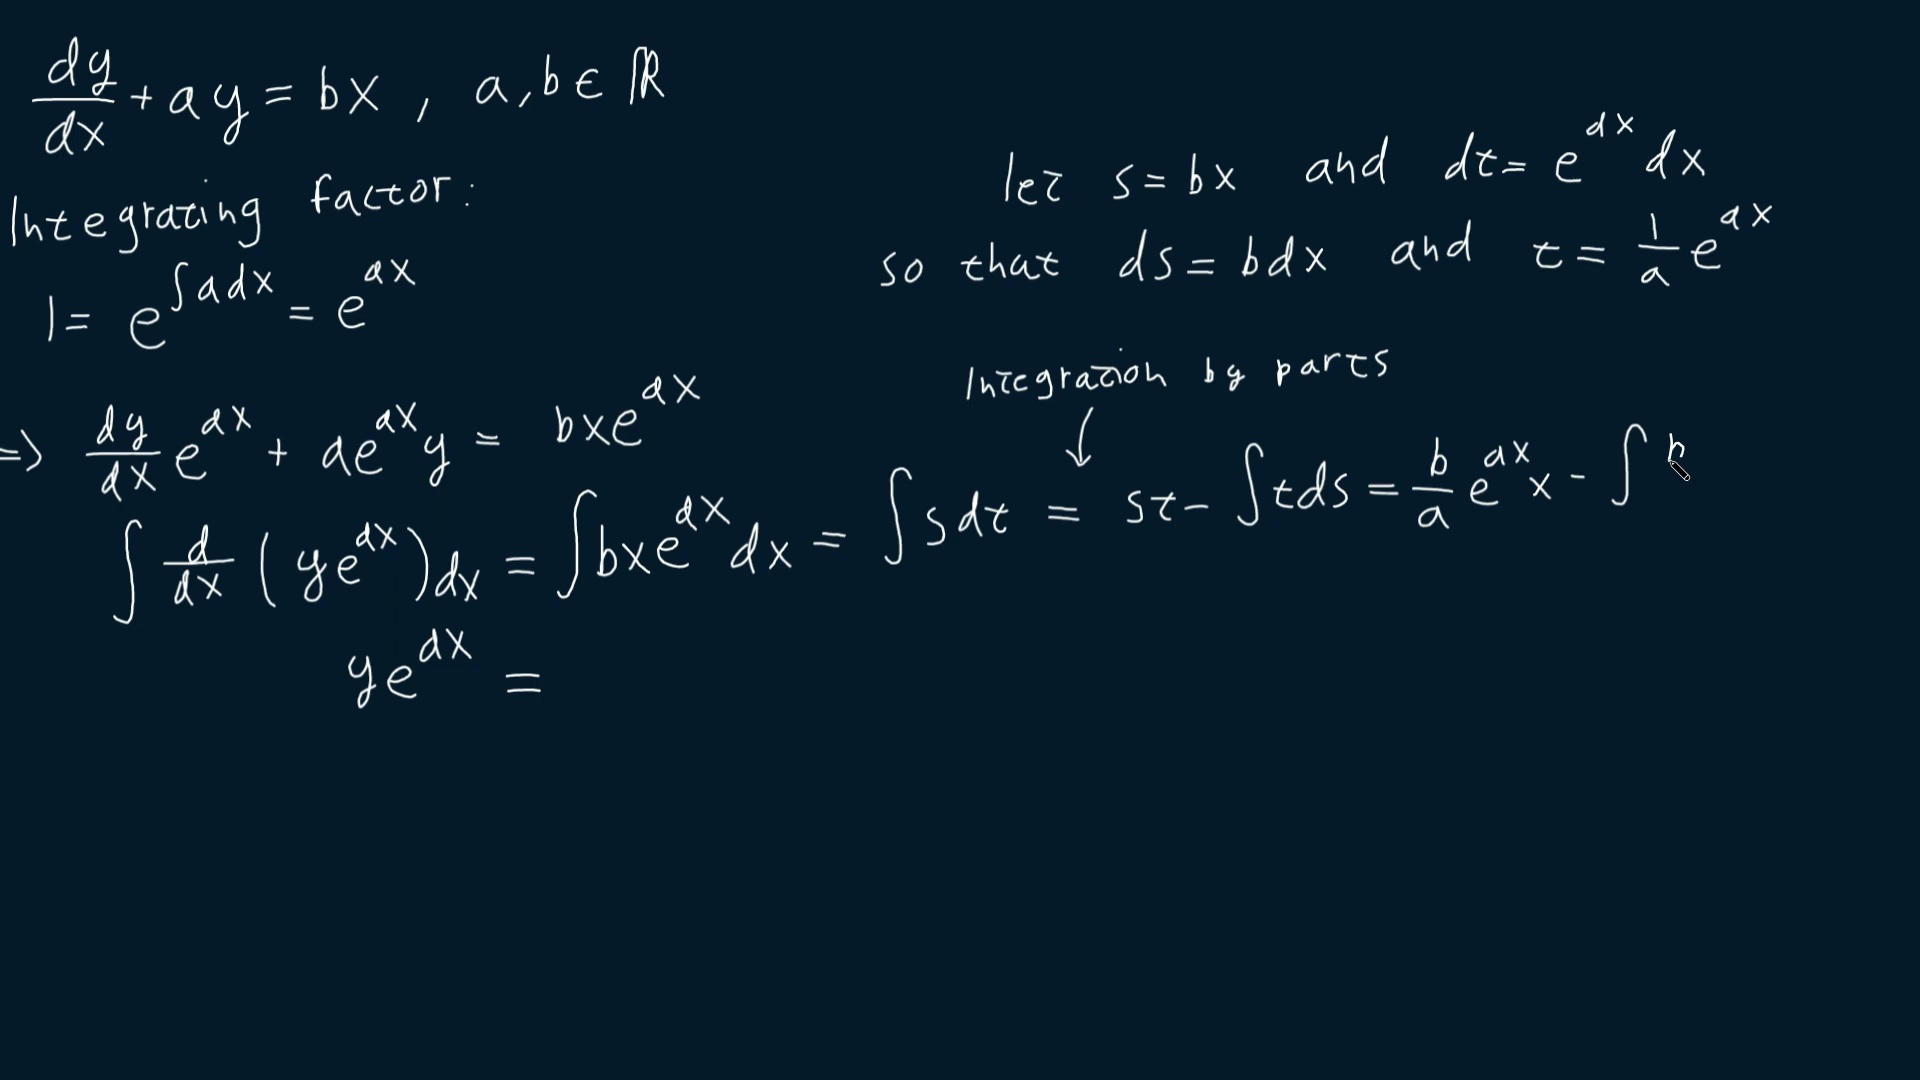 dy/dx + ay = bx , a,b ∈ ℝ
Integrating factor:
I = e^{∫adx} = e^{ax}
=> dy/dx e^{ax} + ae^{ax}y = bxe^{ax}
∫ d/dx (ye^{ax})dx = ∫bxe^{ax}dx = ∫sdt = st - ∫tds = b/a e^{ax}x - ∫
ye^{ax} =
let s = bx and dt = e^{ax}dx
so that ds = bdx and t = 1/a e^{ax}
Integration by parts
↓